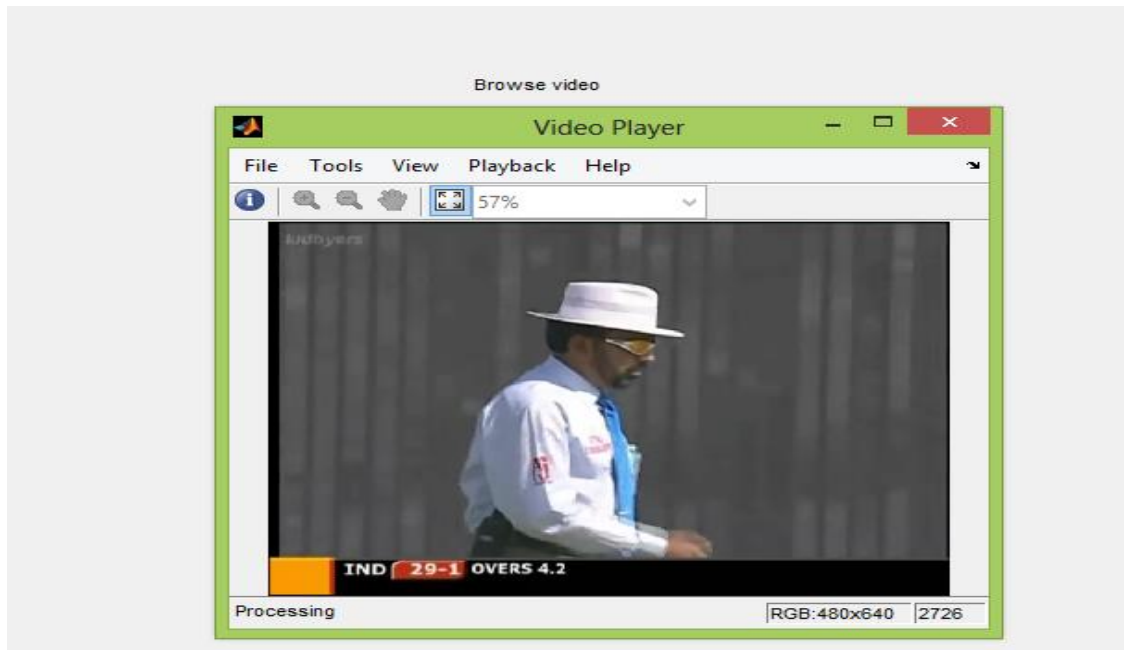 Browse video
Video Player
File Tools View Playback Help
57%
ludbyers
IND 29-1 OVERS 4.2
Processing RGB:480x640 2726